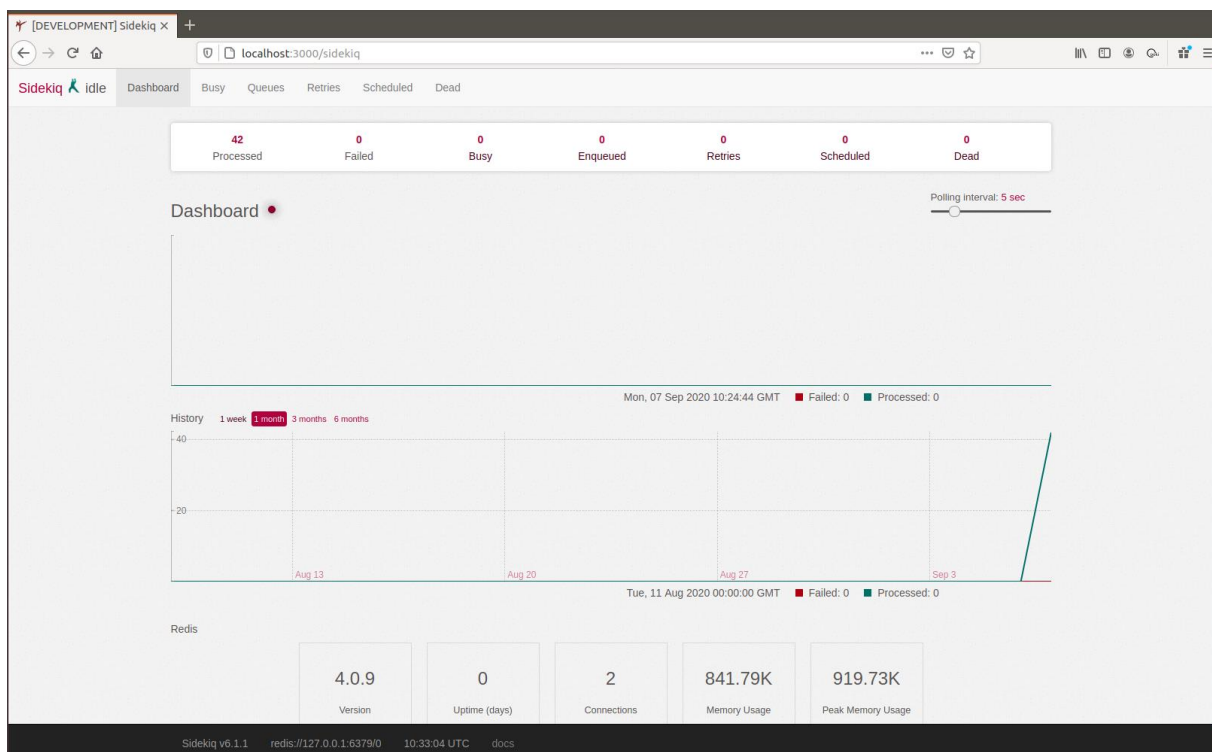 [DEVELOPMENT] Sidekiq
localhost:3000/sidekiq
Sidekiq idle Dashboard Busy Queues Retries Scheduled Dead
42 0 0 0 0 0 0
Processed Failed Busy Enqueued Retries Scheduled Dead
Dashboard Polling interval: 5 sec
Mon, 07 Sep 2020 10:24:44 GMT Failed: 0 Processed: 0
History 1 week 1 month 3 months 6 months
40
20
Aug 13 Aug 20 Aug 27 Sep 3
Tue, 11 Aug 2020 00:00:00 GMT Failed: 0 Processed: 0
Redis
4.0.9 0 2 841.79K 919.73K
Version Uptime (days) Connections Memory Usage Peak Memory Usage
Sidekiq v6.1.1 redis://127.0.0.1:6379/0 10:33:04 UTC docs